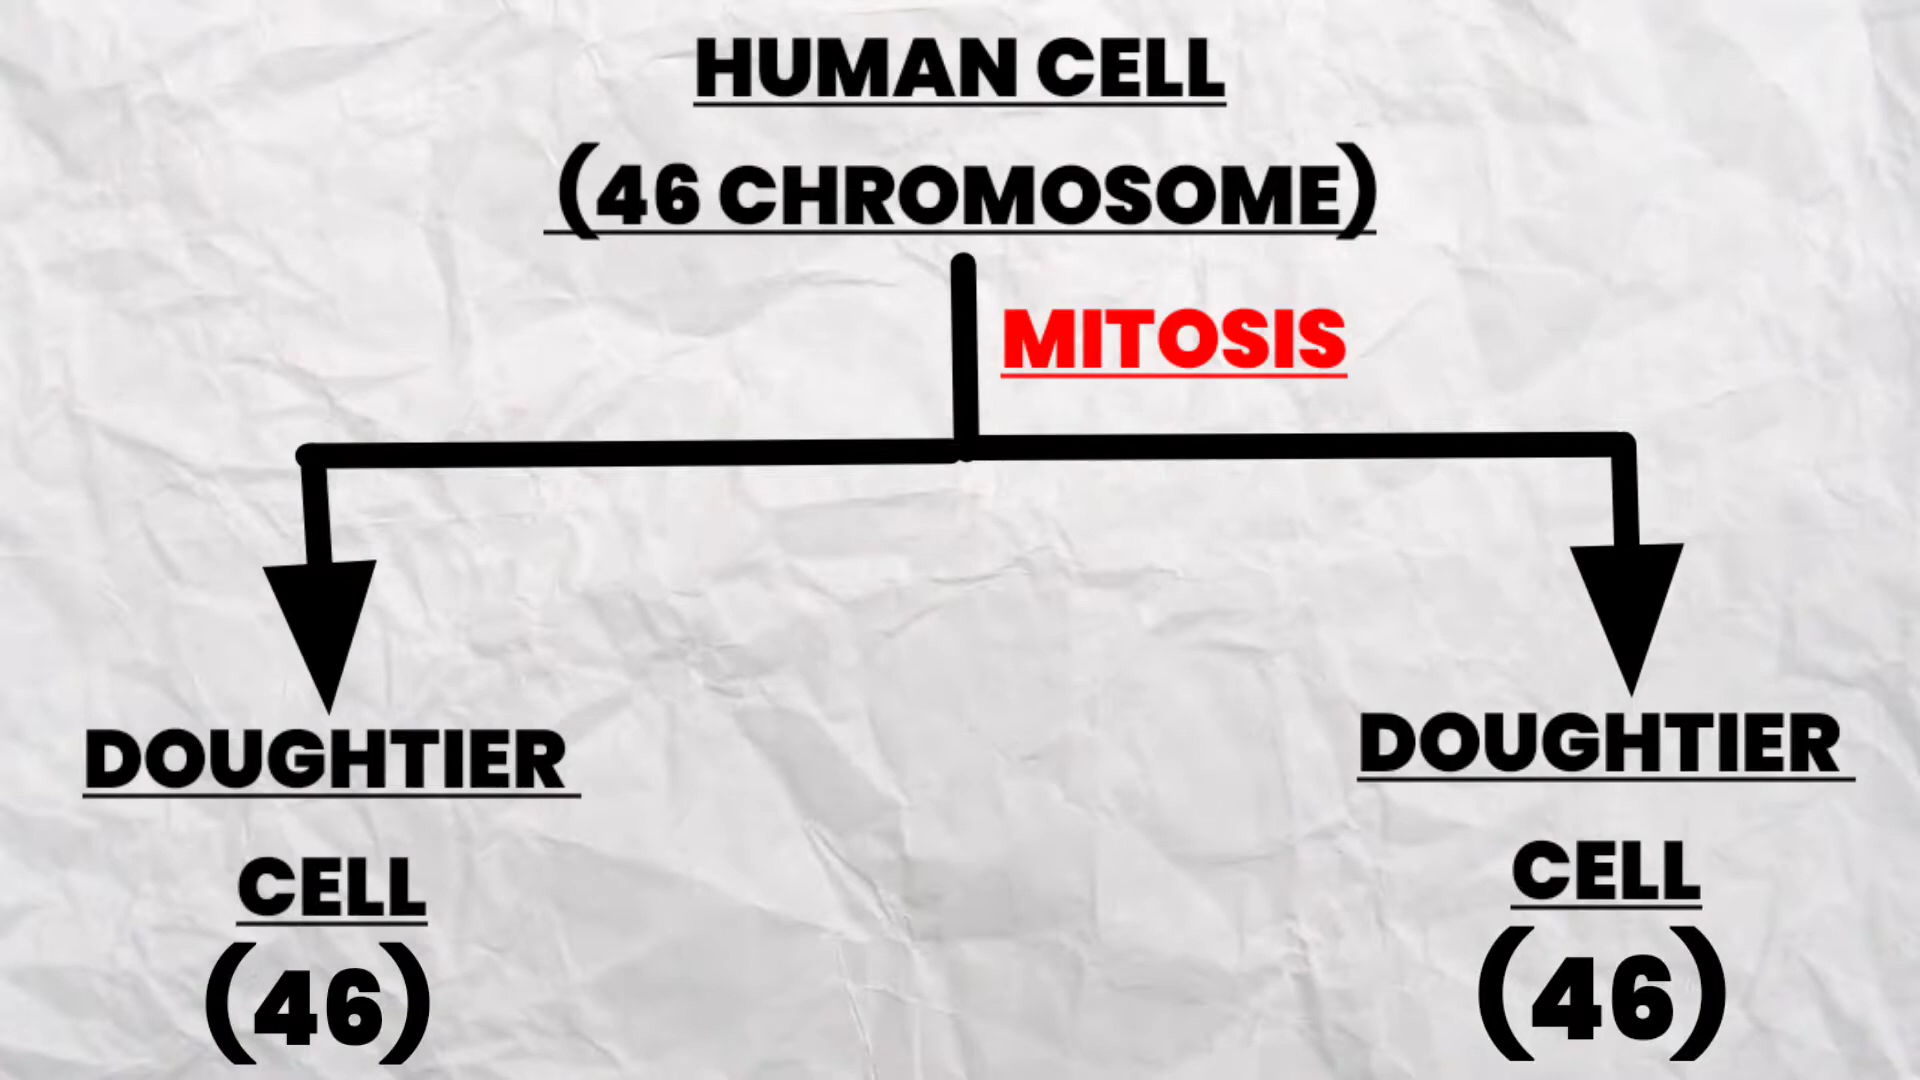 HUMAN CELL
(46 CHROMOSOME)
MITOSIS
DOUGHTIER
CELL
(46)
DOUGHTIER
CELL
(46)